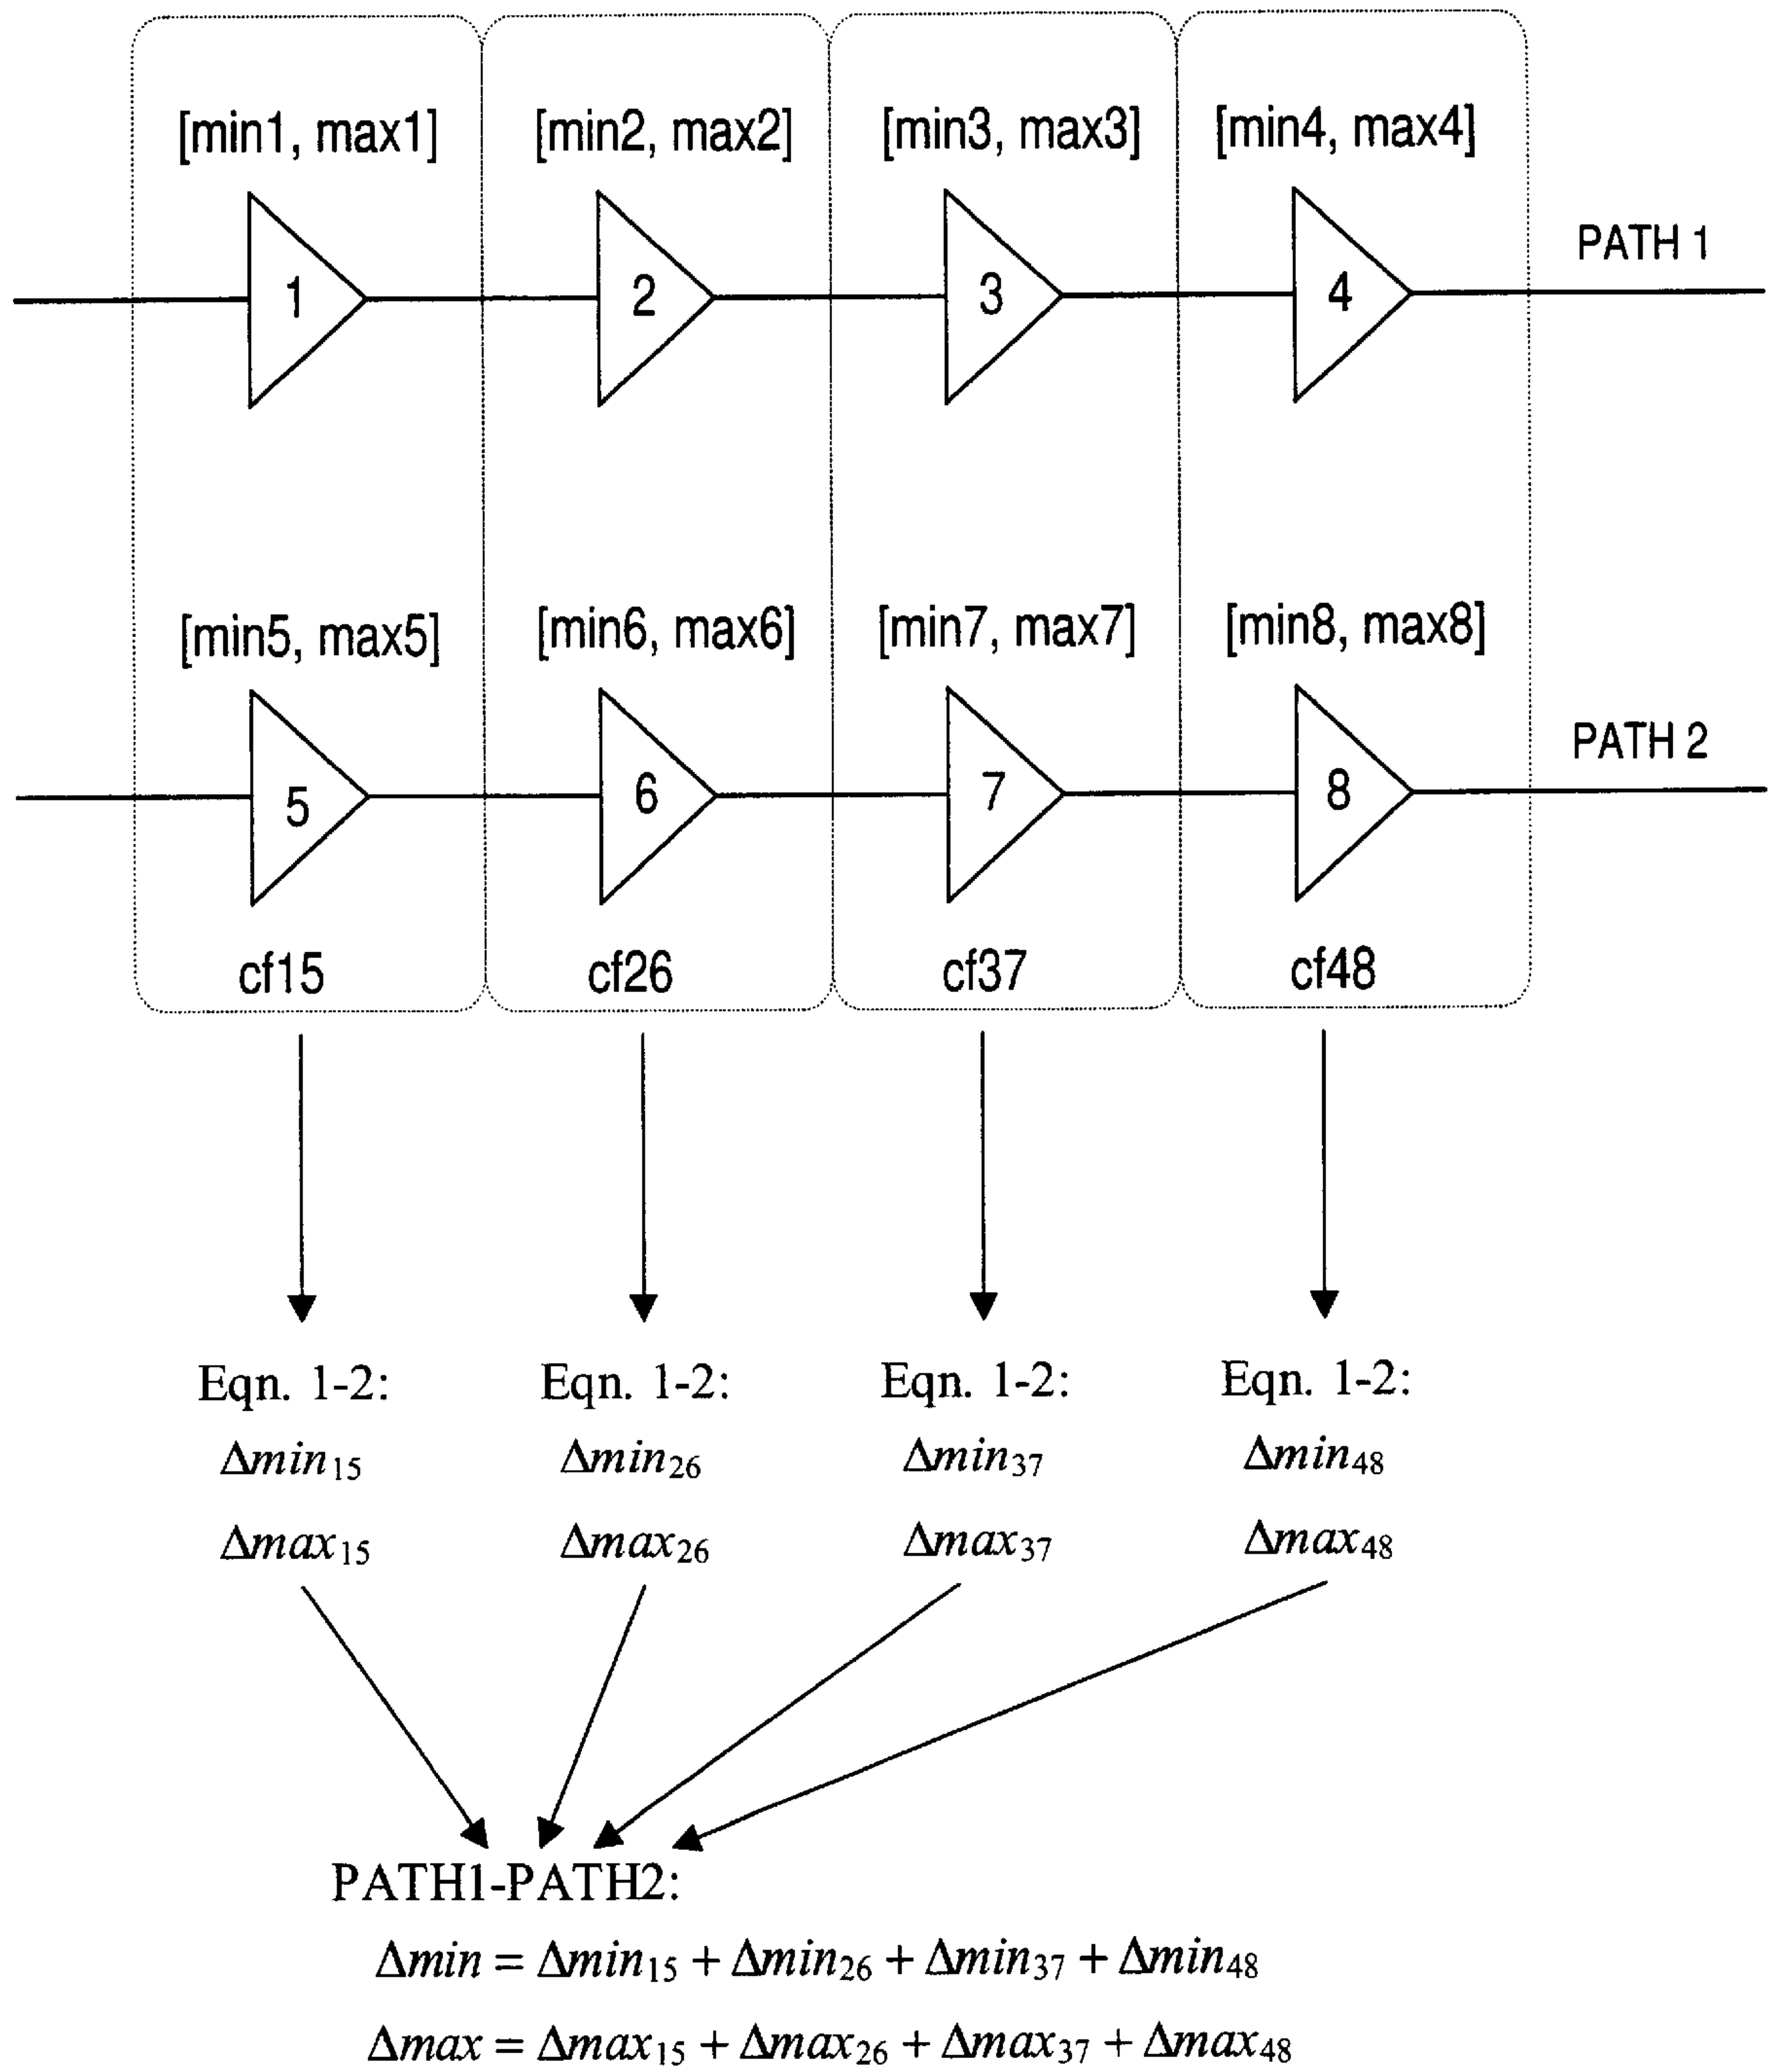 [min1, max1] [min2, max2] [min3, max3] [min4, max4]
PATH 1
1 2 3 4
[min5, max5] [min6, max6] [min7, max7] [min8, max8]
PATH 2
5 6 7 8
cf15 cf26 cf37 cf48
Eqn. 1-2: Eqn. 1-2: Eqn. 1-2: Eqn. 1-2:
Δmin₁₅ Δmin₂₆ Δmin₃₇ Δmin₄₈
Δmax₁₅ Δmax₂₆ Δmax₃₇ Δmax₄₈
PATH1-PATH2:
Δmin = Δmin₁₅ + Δmin₂₆ + Δmin₃₇ + Δmin₄₈
Δmax = Δmax₁₅ + Δmax₂₆ + Δmax₃₇ + Δmax₄₈